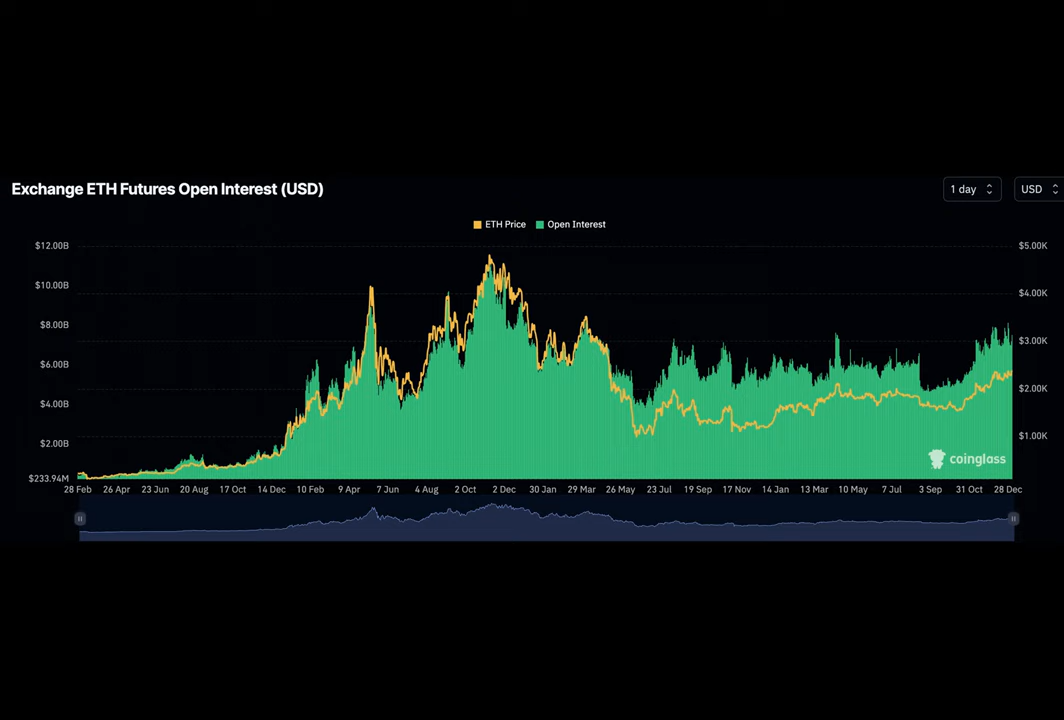 Exchange ETH Futures Open Interest (USD)
1 day
USD
ETH Price
Open Interest
$12.00B
$5.00K
$10.00B
$4.00K
$8.00B
$3.00K
$6.00B
$2.00K
$4.00B
$1.00K
$2.00B
coinglass
$233.94M
28 Feb 26 Apr 23 Jun 20 Aug 17 Oct 14 Dec 10 Feb 9 Apr 7 Jun 4 Aug 2 Oct 2 Dec 30 Jan 29 Mar 26 May 23 Jul 19 Sep 17 Nov 14 Jan 13 Mar 10 May 7 Jul 3 Sep 31 Oct 28 Dec